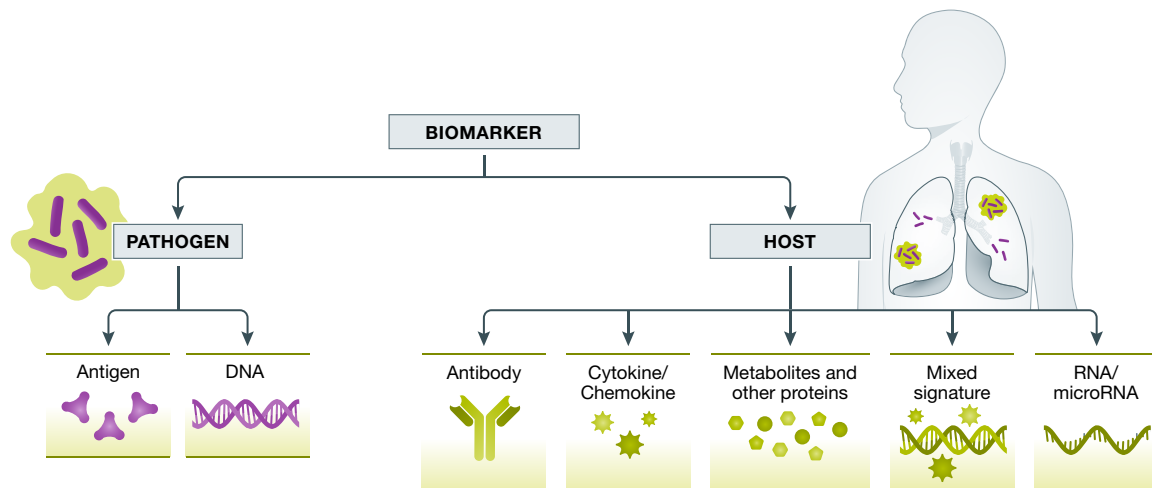 BIOMARKER
PATHOGEN
HOST
Antigen
DNA
Antibody
Cytokine/
Chemokine
Metabolites and
other proteins
Mixed
signature
RNA/
microRNA